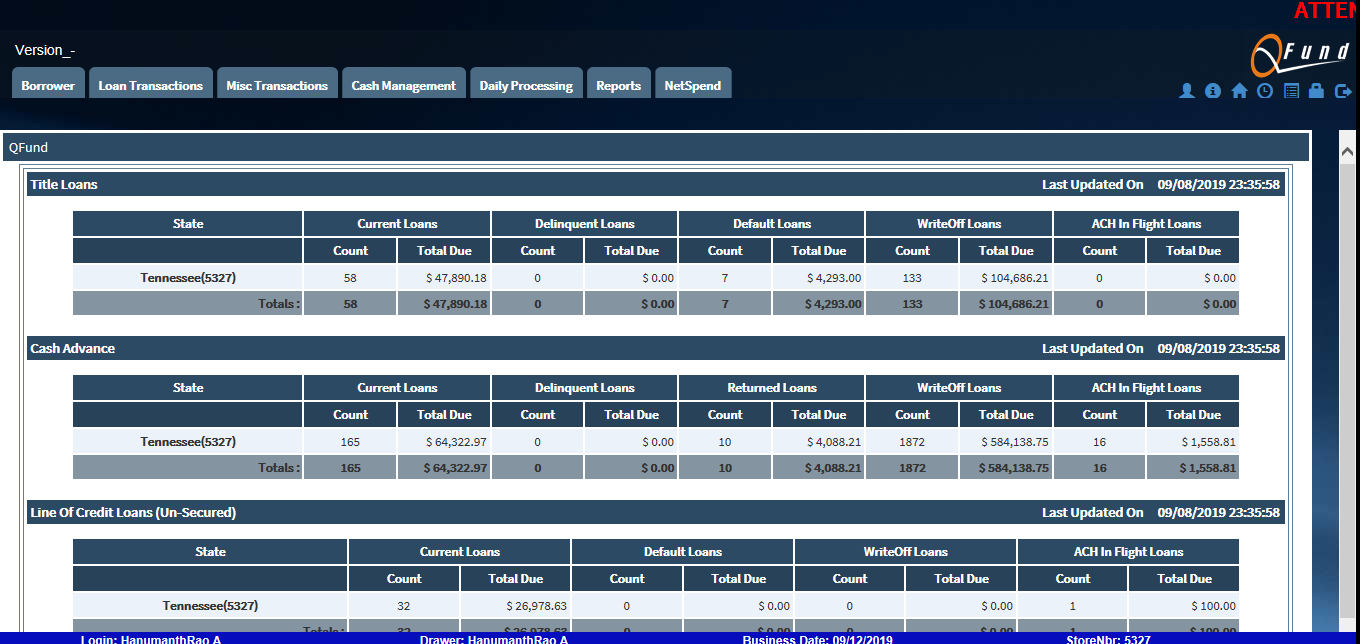 ATTEN
Version_-
QFund
Borrower Loan Transactions Misc Transactions Cash Management Daily Processing Reports NetSpend
QFund
Title Loans Last Updated On 09/08/2019 23:35:58
State Current Loans Delinquent Loans Default Loans WriteOff Loans ACH In Flight Loans
Count Total Due Count Total Due Count Total Due Count Total Due Count Total Due
Tennessee(5327) 58 $ 47,890.18 0 $ 0.00 7 $ 4,293.00 133 $ 104,686.21 0 $ 0.00
Totals : 58 $ 47,890.18 0 $ 0.00 7 $ 4,293.00 133 $ 104,686.21 0 $ 0.00
Cash Advance Last Updated On 09/08/2019 23:35:58
State Current Loans Delinquent Loans Returned Loans WriteOff Loans ACH In Flight Loans
Count Total Due Count Total Due Count Total Due Count Total Due Count Total Due
Tennessee(5327) 165 $ 64,322.97 0 $ 0.00 10 $ 4,088.21 1872 $ 584,138.75 16 $ 1,558.81
Totals : 165 $ 64,322.97 0 $ 0.00 10 $ 4,088.21 1872 $ 584,138.75 16 $ 1,558.81
Line Of Credit Loans (Un-Secured) Last Updated On 09/08/2019 23:35:58
State Current Loans Default Loans WriteOff Loans ACH In Flight Loans
Count Total Due Count Total Due Count Total Due Count Total Due
Tennessee(5327) 32 $ 26,978.63 0 $ 0.00 0 $ 0.00 1 $ 100.00
Totals : 32 $ 26,978.63 0 $ 0.00 0 $ 0.00 1 $ 100.00
Login: HanumanthRao A Drawer: HanumanthRao A Business Date: 09/12/2019 StoreNbr: 5327